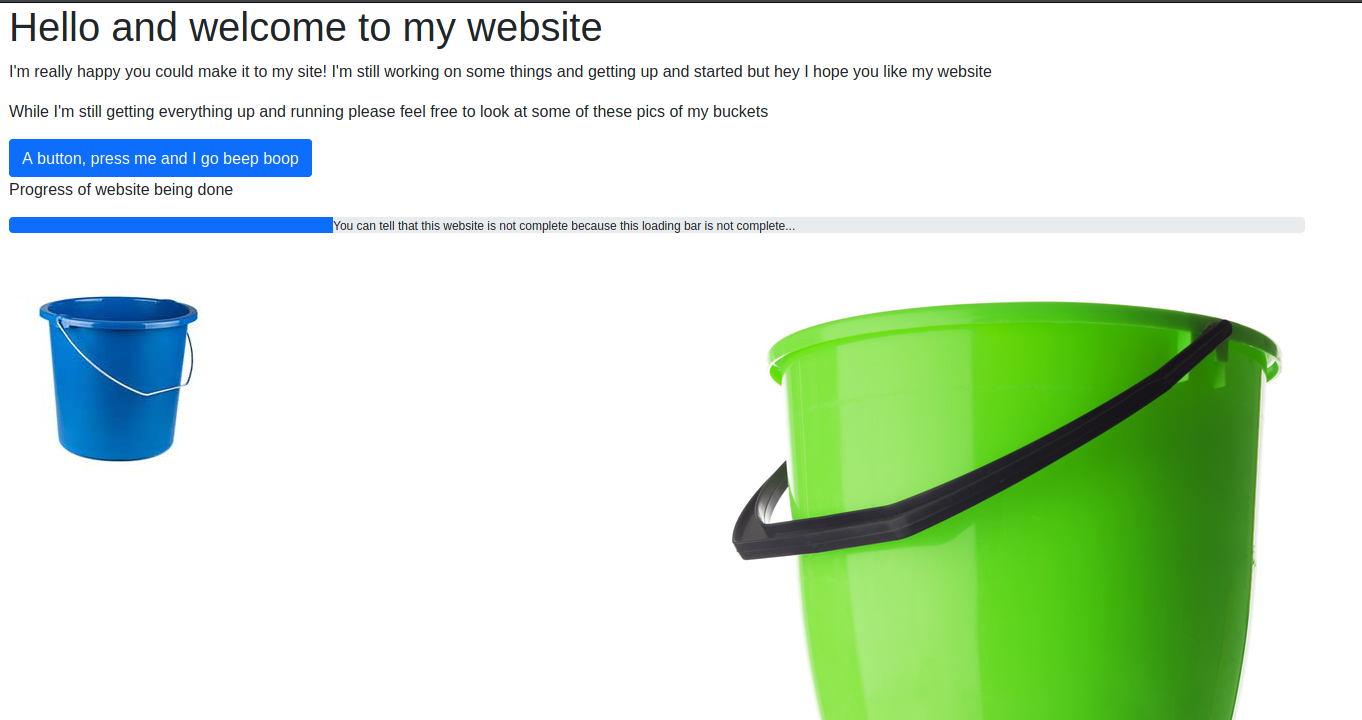 Hello and welcome to my website
I'm really happy you could make it to my site! I'm still working on some things and getting up and started but hey I hope you like my website
While I'm still getting everything up and running please feel free to look at some of these pics of my buckets
A button, press me and I go beep boop
Progress of website being done
You can tell that this website is not complete because this loading bar is not complete...